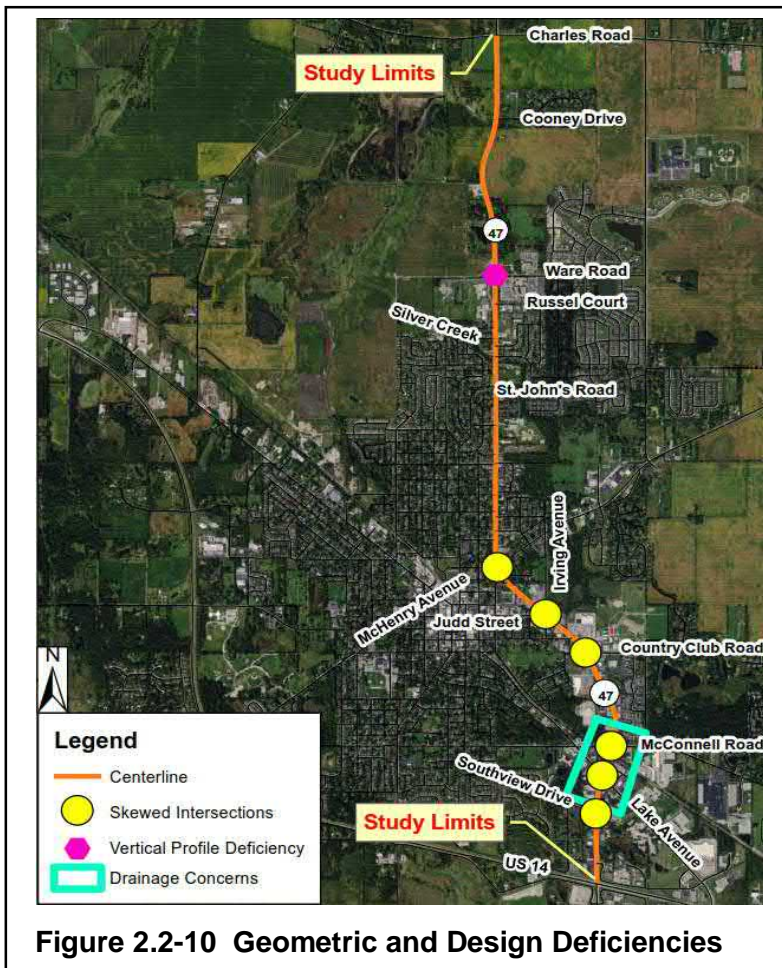 Charles Road
Study Limits
Cooney Drive
47
Ware Road
Russel Court
Silver Creek
St. John's Road
Irving Avenue
McHenry Avenue
Judd Street
Country Club Road
N
47
McConnell Road
Legend
Centerline
Skewed Intersections
Vertical Profile Deficiency
Drainage Concerns
Southview Drive
Lake Avenue
Study Limits
US 14
Figure 2.2-10 Geometric and Design Deficiencies